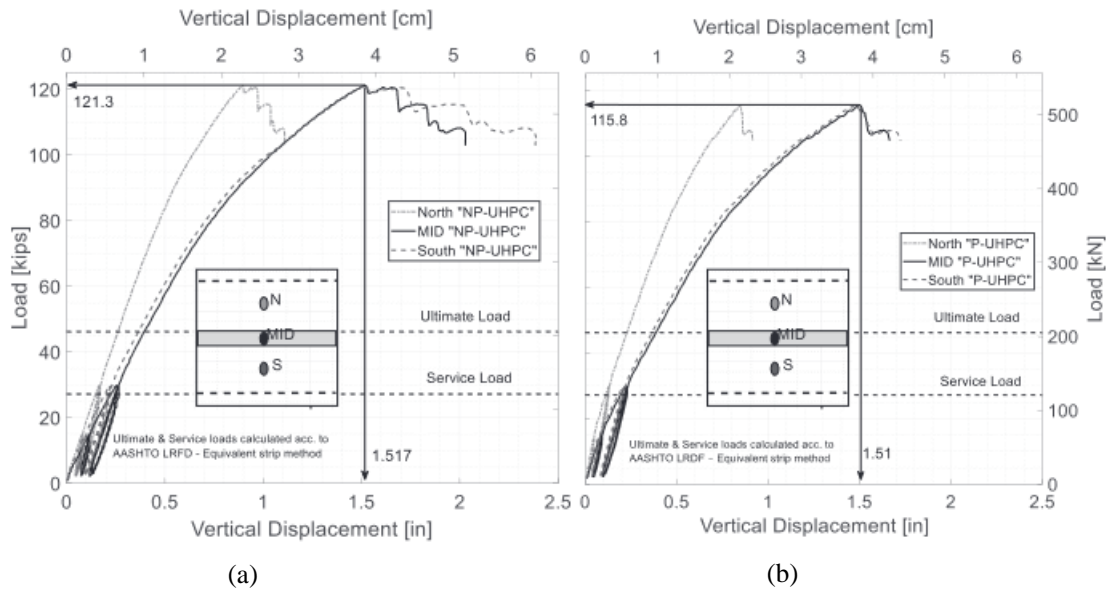 Vertical Displacement [cm]
0 1 2 3 4 5 6
120
100
80
60
40
20
0
Load [kips]
121.3
North "NP-UHPC"
MID "NP-UHPC"
South "NP-UHPC"
N
MID
S
Ultimate Load
Service Load
Ultimate & Service loads calculated acc. to
AASHTO LRFD - Equivalent strip method
1.517
0 0.5 1 1.5 2 2.5
Vertical Displacement [in]
(a)
Vertical Displacement [cm]
0 1 2 3 4 5 6
115.8
North "P-UHPC"
MID "P-UHPC"
South "P-UHPC"
N
MID
S
Ultimate Load
Service Load
Ultimate & Service loads calculated acc. to
AASHTO LRDF – Equivalent strip method
1.51
500
400
300
200
100
0
Load [kN]
0.5 1 1.5 2 2.5
Vertical Displacement [in]
(b)